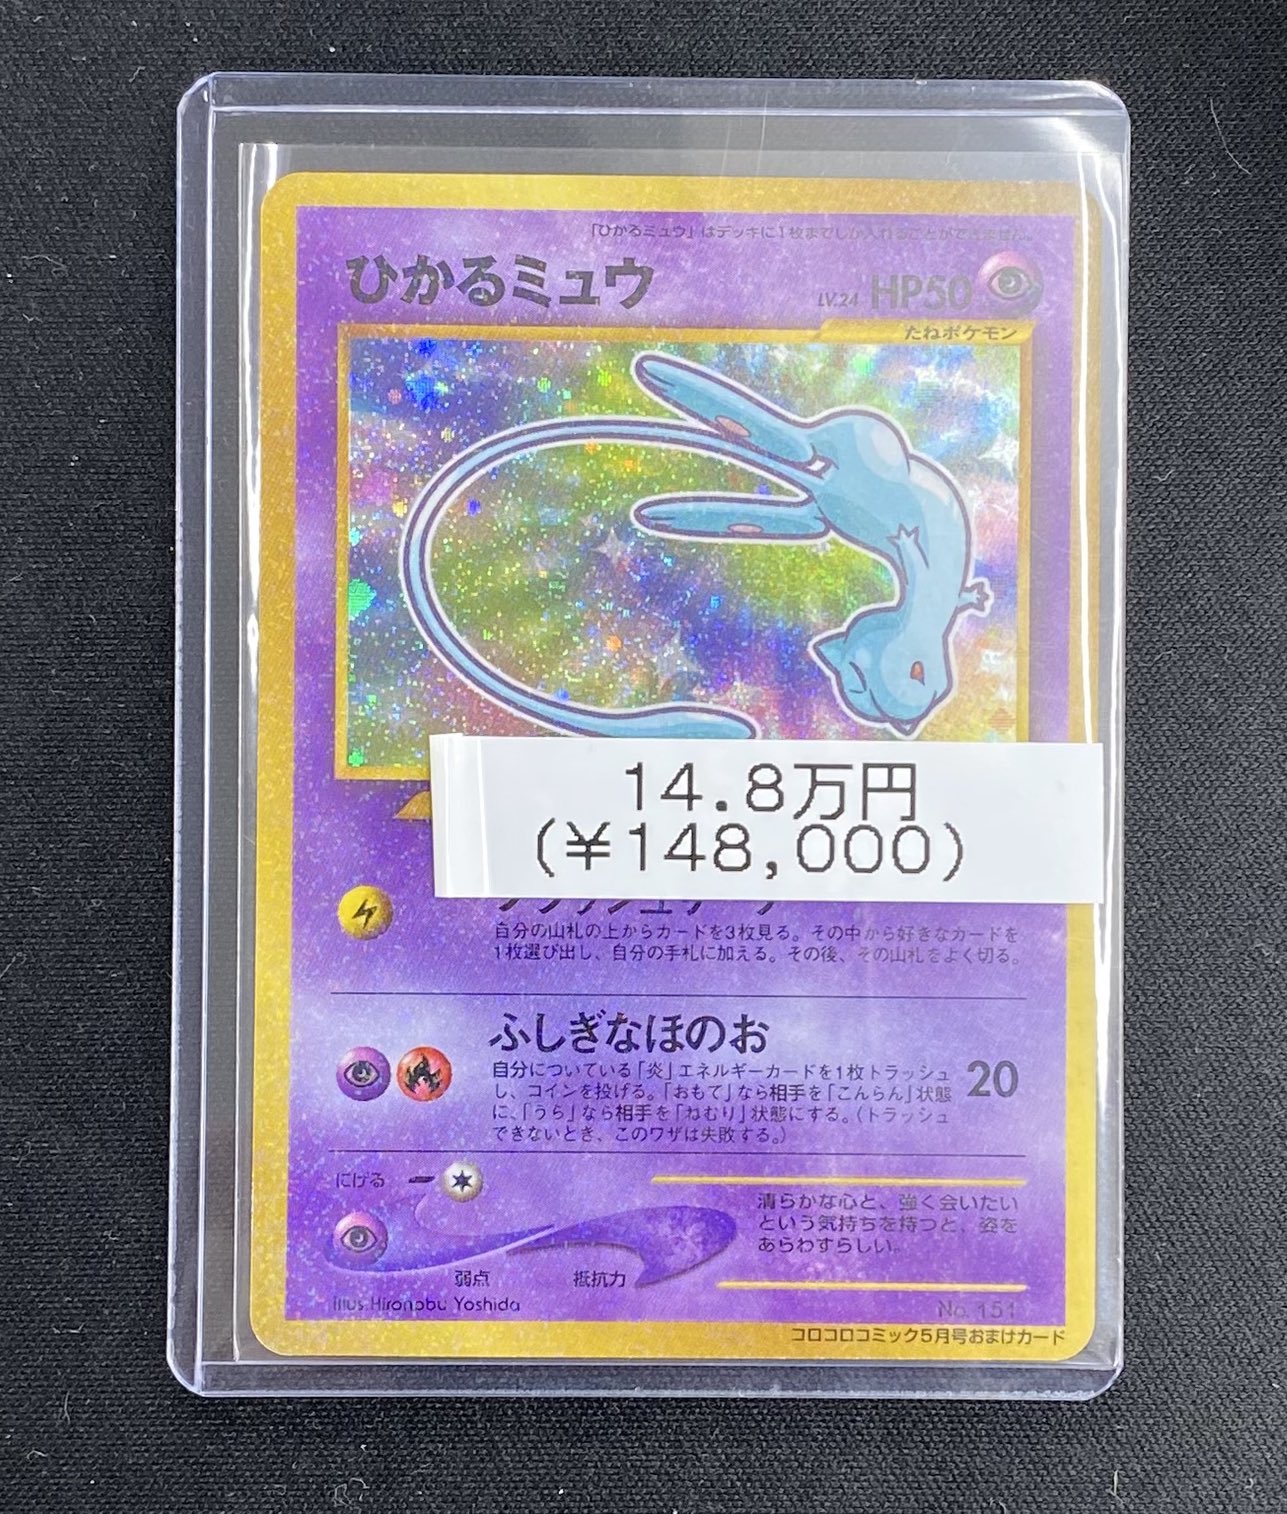 「ひかるミュウ」はデッキに1枚までしか入れることができません。
ひかるミュウ
LV.24 HP50
たねポケモン
14.8万円
(¥148,000)
自分の山札の上からカードを3枚見る。その中から好きなカードを
1枚選び出し、自分の手札に加える。その後、その山札をよく切る。
ふしぎなほのお
20
自分についている「炎」エネルギーカードを1枚トラッシュ
し、コインを投げる。「おもて」なら相手を「こんらん」状態
に、「うら」なら相手を「ねむり」状態にする。(トラッシュ
できないとき、このワザは失敗する。)
にげる
清らかな心と、強く会いたい
という気持ちを持つと、姿を
あらわすらしい。
弱点
抵抗力
Illus. Hironobu Yoshida
No. 151
コロコロコミック5月号おまけカード